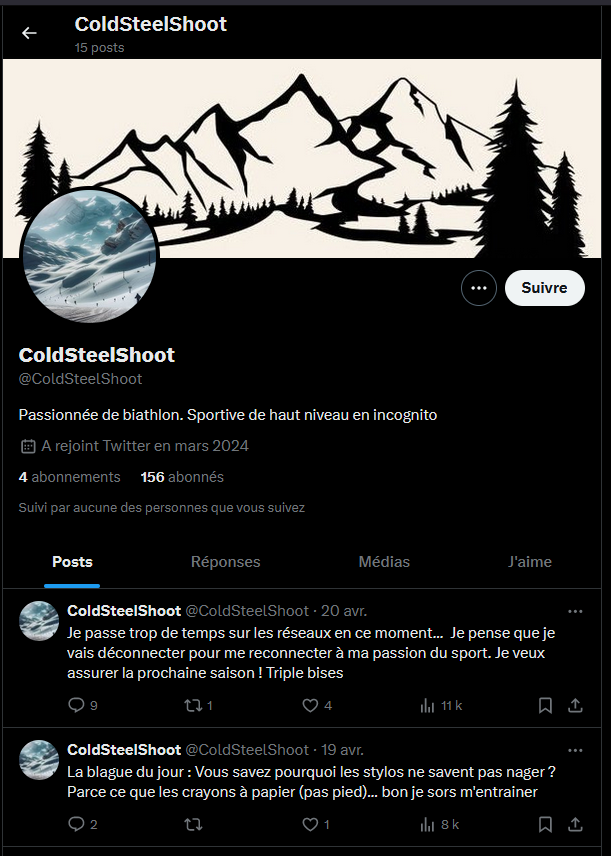 ColdSteelShoot
15 posts
Suivre
ColdSteelShoot
@ColdSteelShoot
Passionnée de biathlon. Sportive de haut niveau en incognito
A rejoint Twitter en mars 2024
4 abonnements 156 abonnés
Suivi par aucune des personnes que vous suivez
Posts Réponses Médias J'aime
ColdSteelShoot @ColdSteelShoot · 20 avr.
Je passe trop de temps sur les réseaux en ce moment... Je pense que je
vais déconnecter pour me reconnecter à ma passion du sport. Je veux
assurer la prochaine saison ! Triple bises
9 1 4 11 k
ColdSteelShoot @ColdSteelShoot · 19 avr.
La blague du jour : Vous savez pourquoi les stylos ne savent pas nager ?
Parce ce que les crayons à papier (pas pied)... bon je sors m'entrainer
2 1 8 k